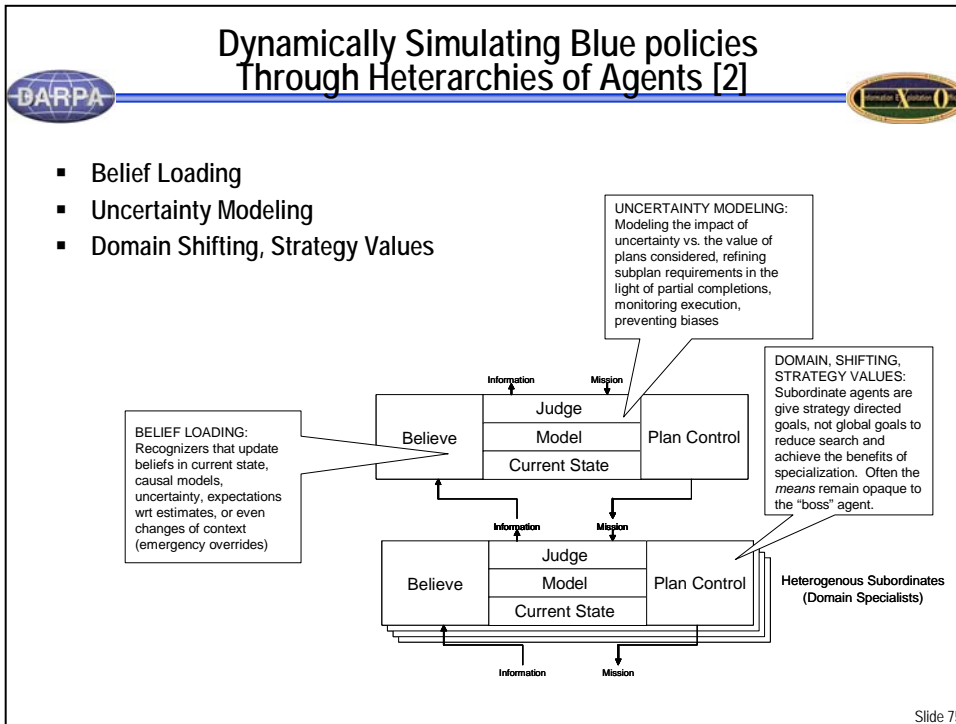 Dynamically Simulating Blue policies
Through Heterarchies of Agents [2]
DARPA
I X O
▪ Belief Loading
▪ Uncertainty Modeling
▪ Domain Shifting, Strategy Values
UNCERTAINTY MODELING:
Modeling the impact of
uncertainty vs. the value of
plans considered, refining
subplan requirements in the
light of partial completions,
monitoring execution,
preventing biases
DOMAIN, SHIFTING,
STRATEGY VALUES:
Subordinate agents are
give strategy directed
goals, not global goals to
reduce search and
achieve the benefits of
specialization. Often the
means remain opaque to
the "boss" agent.
BELIEF LOADING:
Recognizers that update
beliefs in current state,
causal models,
uncertainty, expectations
wrt estimates, or even
changes of context
(emergency overrides)
Information
Mission
Believe
Judge
Model
Current State
Plan Control
Information
Mission
Believe
Judge
Model
Current State
Plan Control
Heterogenous Subordinates
(Domain Specialists)
Information
Mission
Slide 75